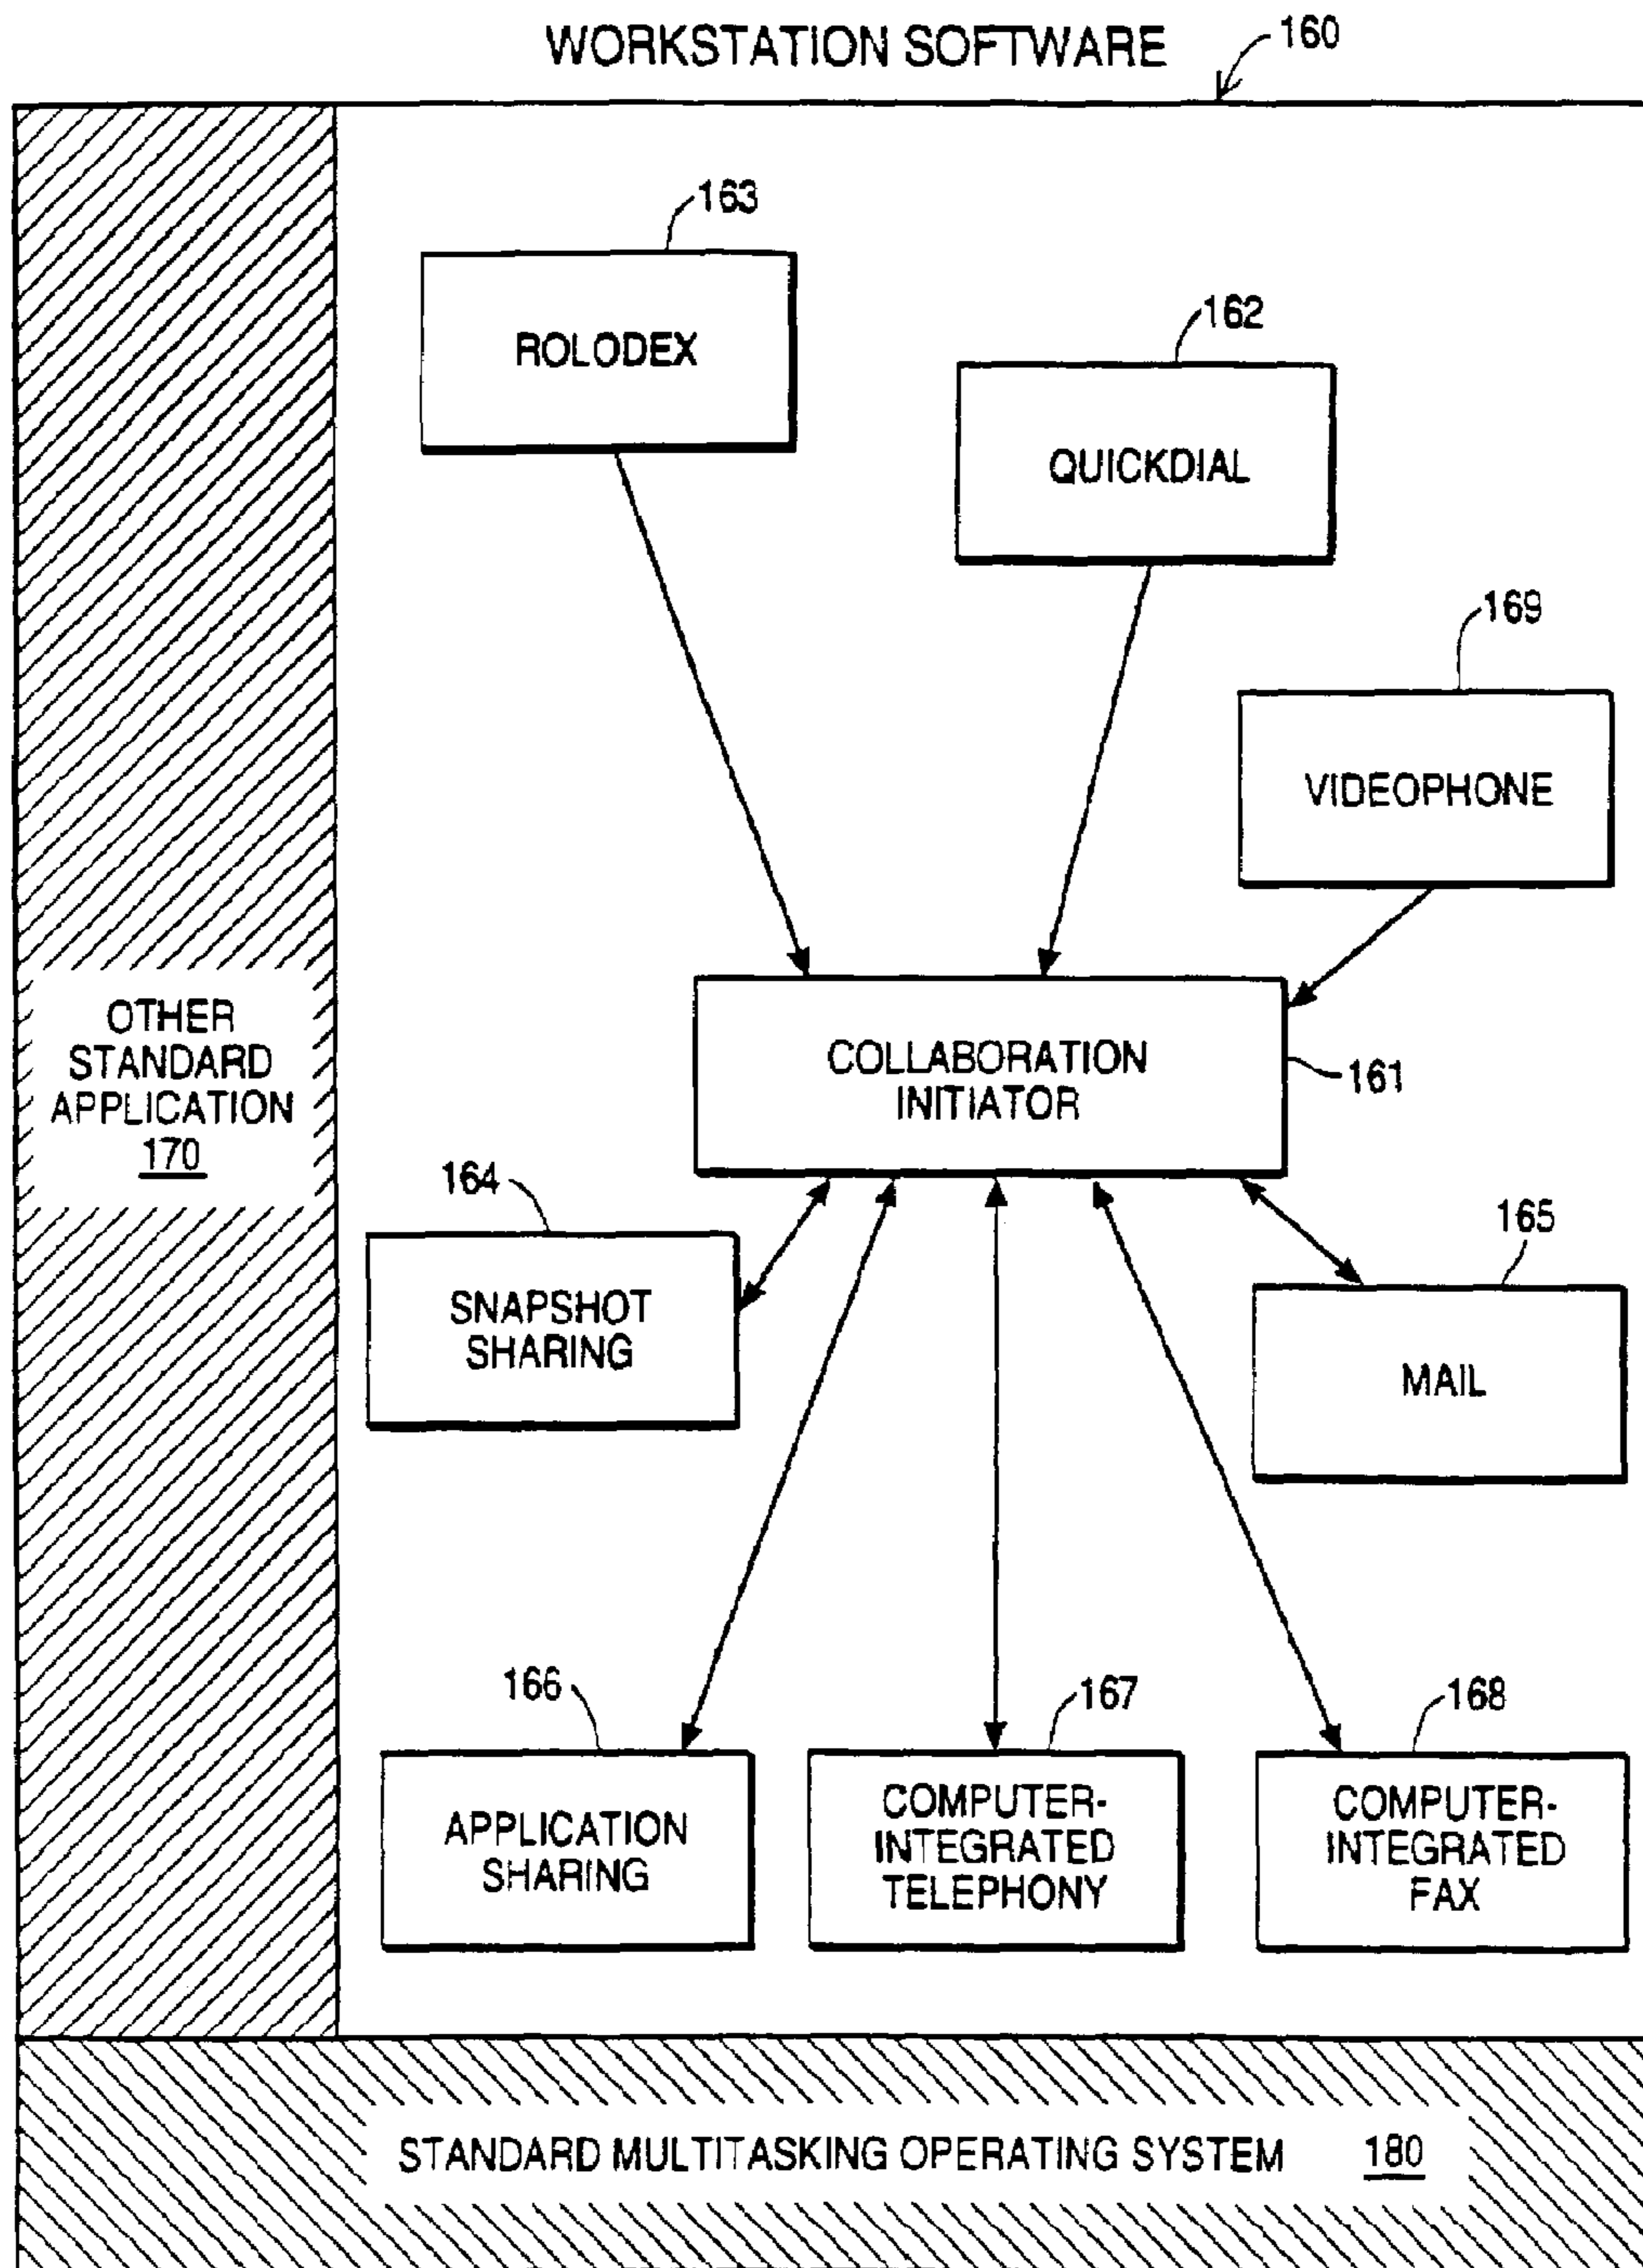 WORKSTATION SOFTWARE
160
163
ROLODEX
162
QUICKDIAL
169
VIDEOPHONE
COLLABORATION
INITIATOR
161
OTHER
STANDARD
APPLICATION
170
164
SNAPSHOT
SHARING
165
MAIL
166
APPLICATION
SHARING
167
COMPUTER-
INTEGRATED
TELEPHONY
168
COMPUTER-
INTEGRATED
FAX
STANDARD MULTITASKING OPERATING SYSTEM 180